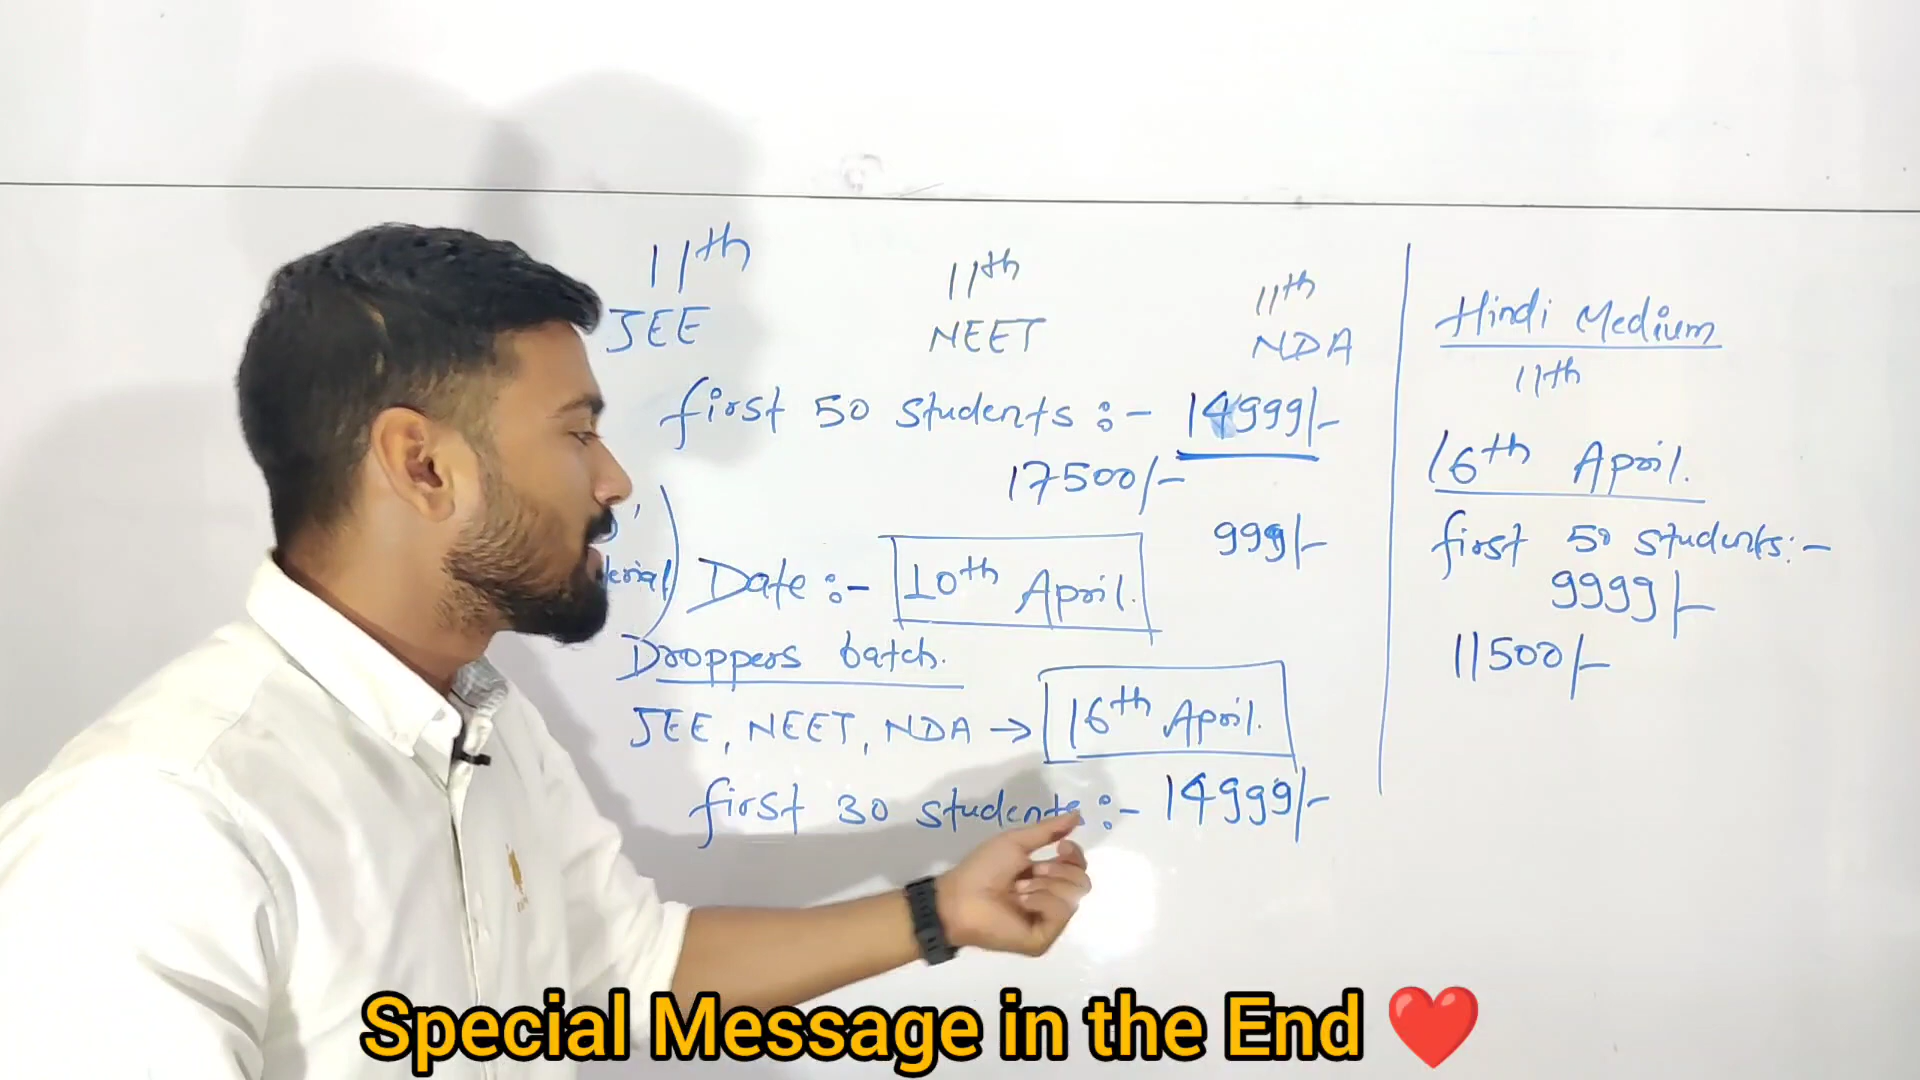 11th 11th 11th
JEE NEET NDA
first 50 students :- 14999/-
17500/-
999/-
Date :- 10th April.
Droppers batch.
JEE, NEET, NDA → 16th April.
first 30 students :- 14999/-
Hindi Medium
11th
16th April.
first 50 students :-
9999/-
11500/-
Special Message in the End ❤️